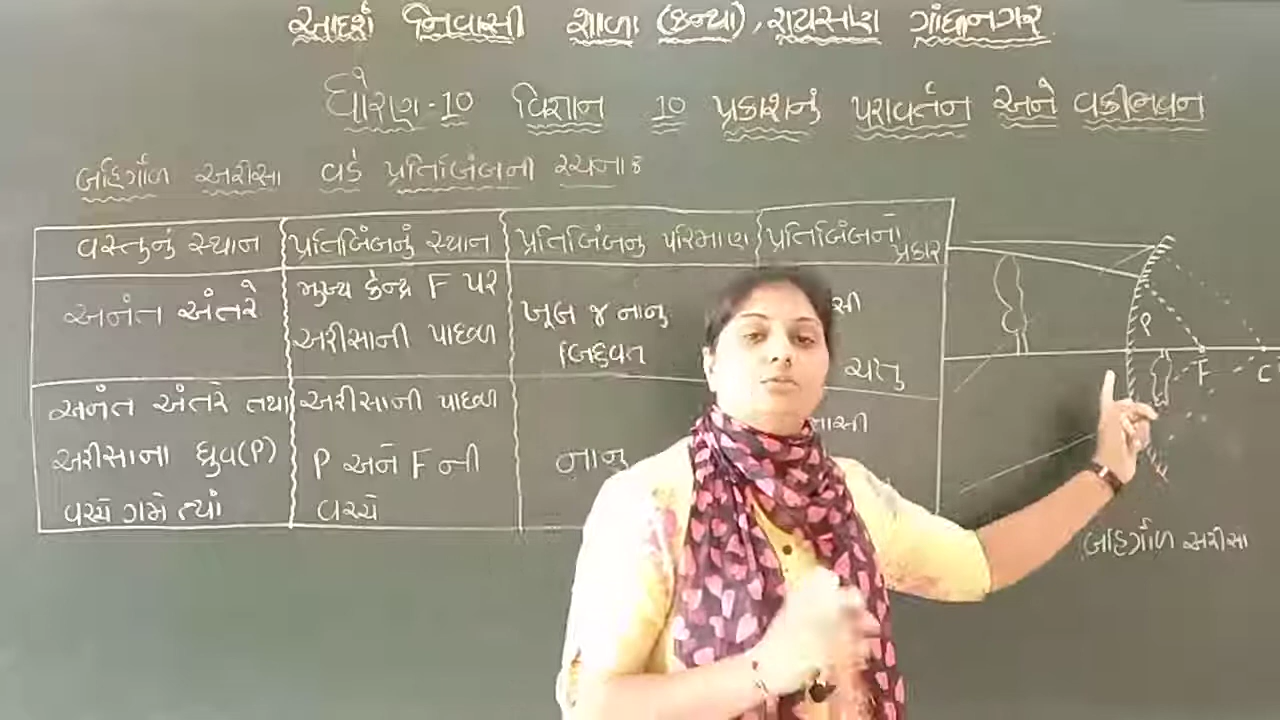 આદર્શ નિવાસી શાળા (કન્યા), રાયસણ ગાંધીનગર
ધોરણ-10 વિજ્ઞાન 10 પ્રકાશનું પરાવર્તન અને વક્રીભવન
બહિર્ગોળ અરીસા વડે પ્રતિબિંબની રચના:
વસ્તુનું સ્થાન પ્રતિબિંબનું સ્થાન પ્રતિબિંબનુ પરિમાણ પ્રતિબિંબનો પ્રકાર
અનંત અંતરે
મુખ્ય કેન્દ્ર F પર
અરીસાની પાછળ
ખૂબ જ નાનુ
બિંદુવત
સી
ચત્તુ
અનંત અંતરે તથા
અરીસાના ધ્રુવ(P)
વચ્ચે ગમે ત્યાં
અરીસાની પાછળ
P અને F ની
વચ્ચે
નાનુ
ભાસી
P
F
C
બહિર્ગોળ અરીસા